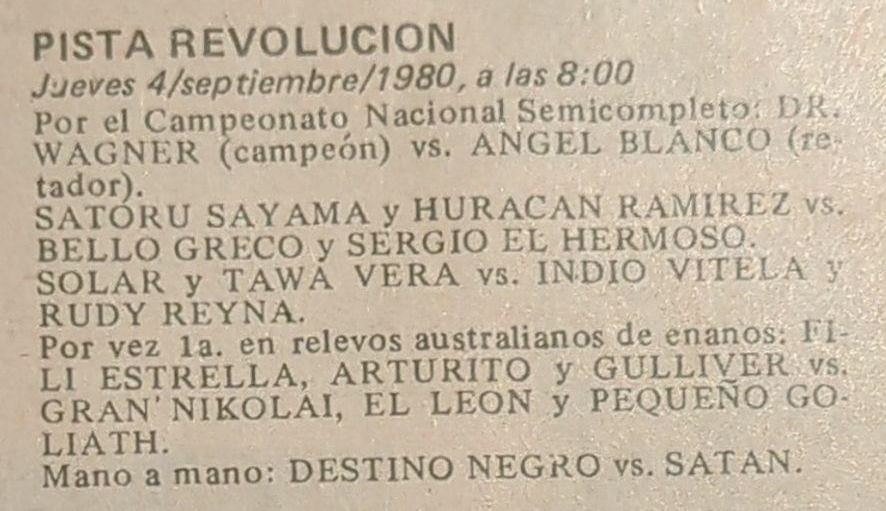 PISTA REVOLUCION
Jueves 4/septiembre/1980, a las 8:00
Por el Campeonato Nacional Semicompleto: DR.
WAGNER (campeón) vs. ANGEL BLANCO (re-
tador).
SATORU SAYAMA y HURACAN RAMIREZ vs.
BELLO GRECO y SERGIO EL HERMOSO.
SOLAR y TAWA VERA vs. INDIO VITELA y
RUDY REYNA.
Por vez 1a. en relevos australianos de enanos: FI-
LI ESTRELLA, ARTURITO y GULLIVER vs.
GRAN' NIKOLAI, EL LEON y PEQUEÑO GO-
LIATH.
Mano a mano: DESTINO NEGRO vs. SATAN.